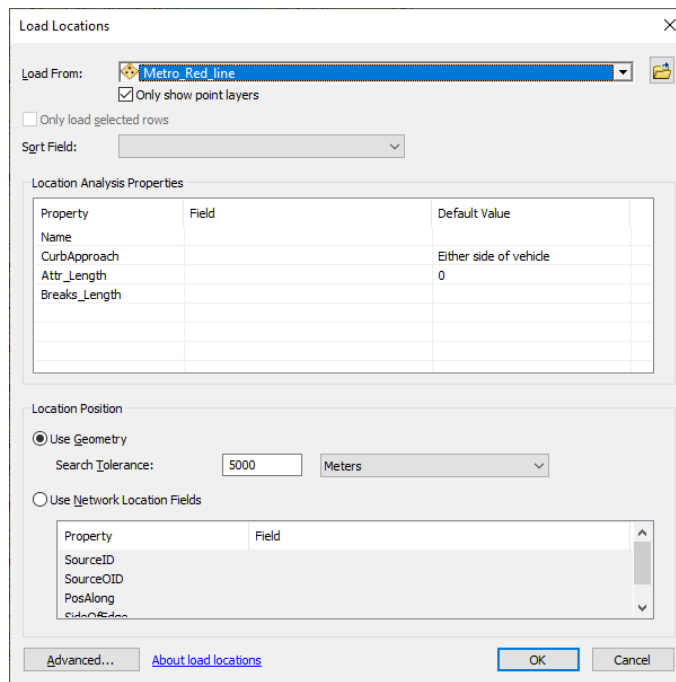 Load Locations
Load From: Metro_Red_line
Only show point layers
Only load selected rows
Sort Field:
Location Analysis Properties
Property Field Default Value
Name
CurbApproach Either side of vehicle
Attr_Length 0
Breaks_Length
Location Position
Use Geometry
Search Tolerance: 5000 Meters
Use Network Location Fields
Property Field
SourceID
SourceOID
PosAlong
SideOfEdge
Advanced... About load locations OK Cancel